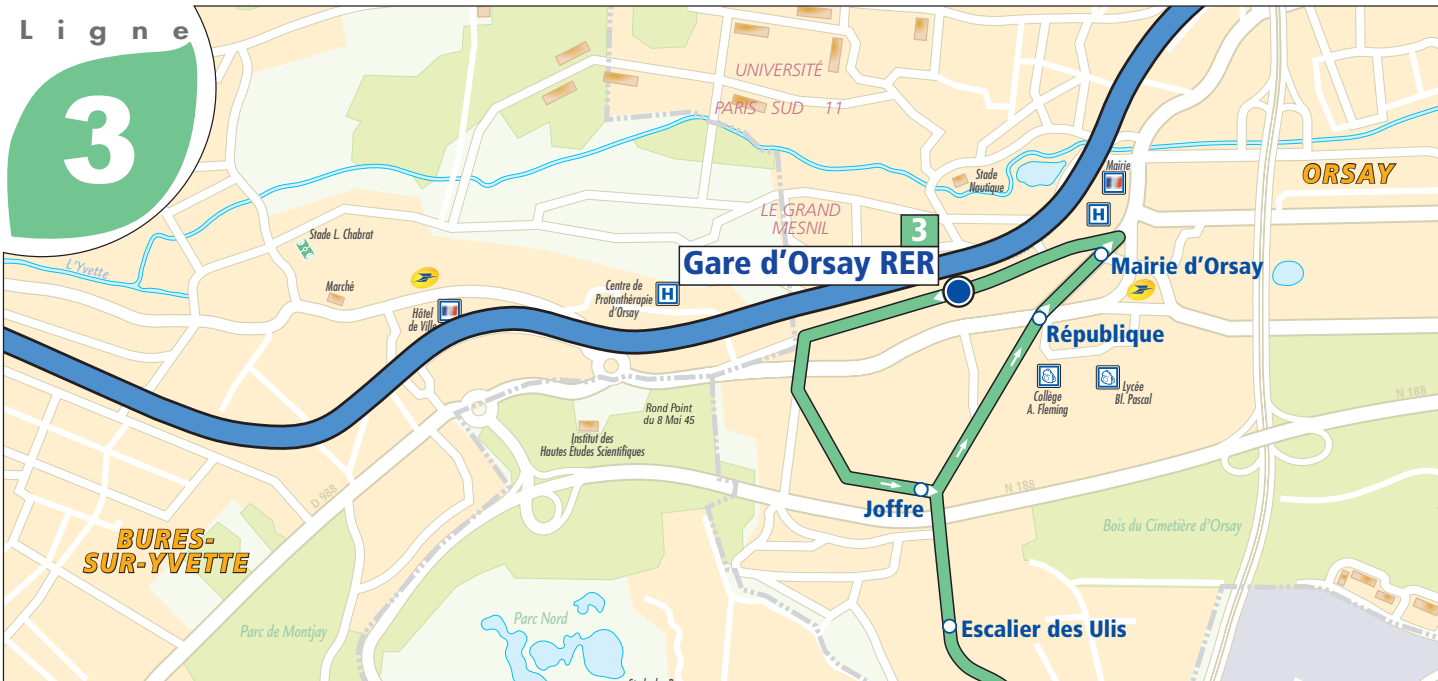 Ligne
3
UNIVERSITÉ
PARIS SUD 11
ORSAY
Mairie
H
Stade
Nautique
LE GRAND
MESNIL
3
Gare d'Orsay RER
Mairie d'Orsay
Stade L. Chabrat
L'Yvette
Marché
Hôtel
de Ville
Centre de
Protonthérapie
d'Orsay
H
République
Collège
A. Fleming
Lycée
Bl. Pascal
N 188
Rond Point
du 8 Mai 45
Institut des
Hautes Études Scientifiques
D 988
N 188
Joffre
Bois du Cimetière d'Orsay
BURES-
SUR-YVETTE
Parc de Montjay
Parc Nord
Escalier des Ulis